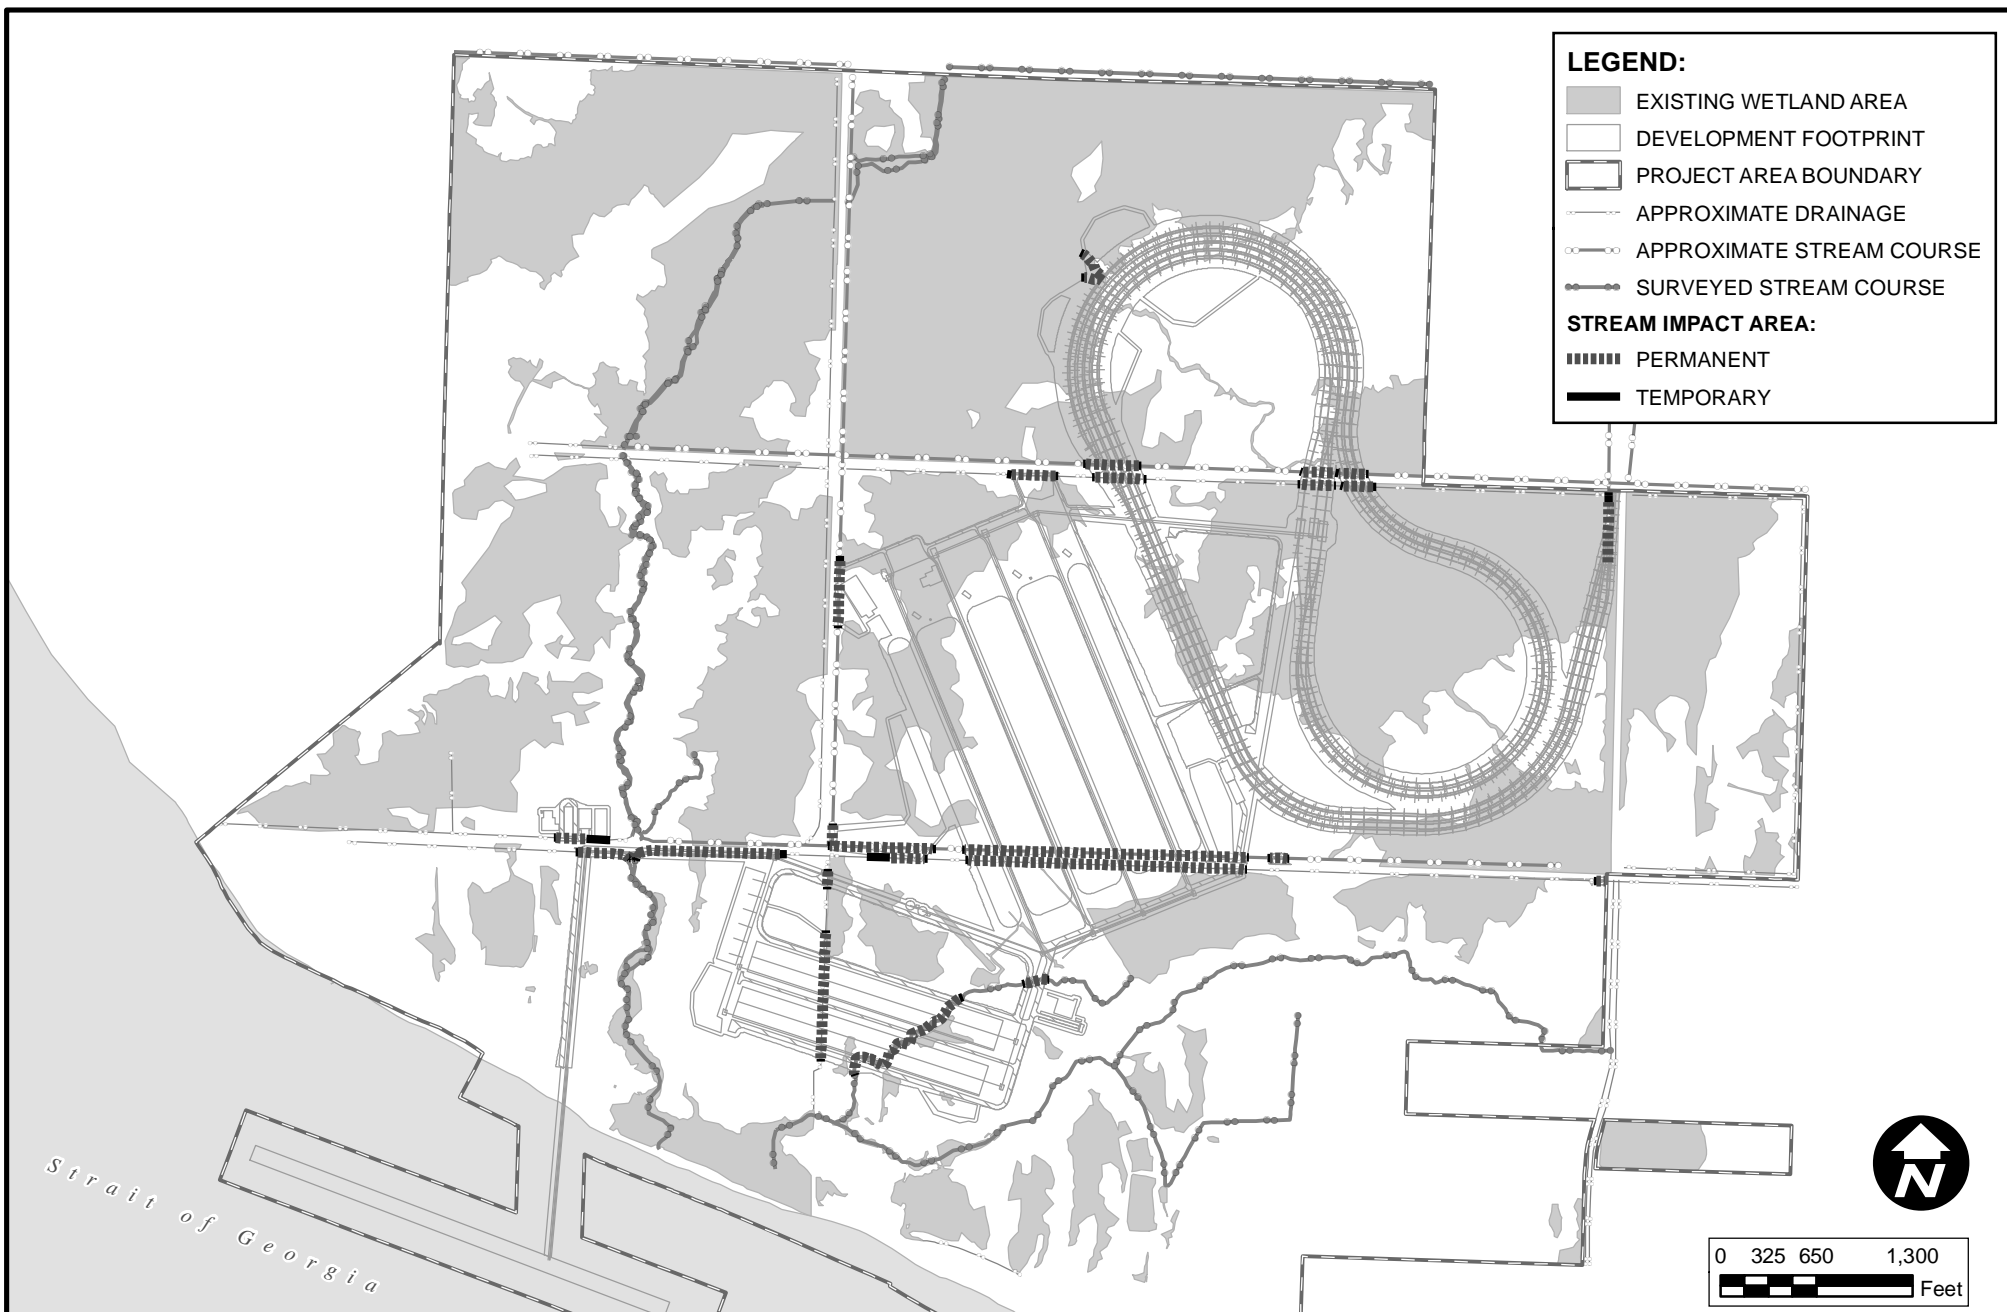 LEGEND:
EXISTING WETLAND AREA
DEVELOPMENT FOOTPRINT
PROJECT AREA BOUNDARY
APPROXIMATE DRAINAGE
APPROXIMATE STREAM COURSE
SURVEYED STREAM COURSE
STREAM IMPACT AREA:
PERMANENT
TEMPORARY
Strait of Georgia
N
0 325 650 1,300
Feet